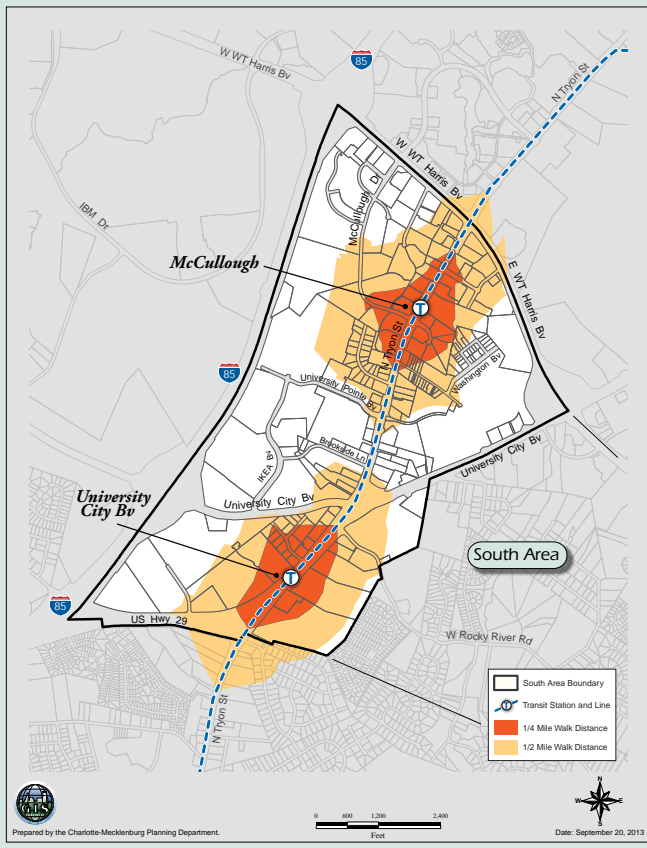 85
W WT Harris Bv
N Tryon St
W WT Harris Bv
McCullough Dr
IBM Dr
McCullough
E WT Harris Bv
T
N Tryon St
85
University Pointe Bv
Washington Bv
Brookside Ln
IKEA Rd
University City Bv
University City Bv
University
City Bv
South Area
T
85
US Hwy 29
W Rocky River Rd
N Tryon St
South Area Boundary
T
Transit Station and Line
1/4 Mile Walk Distance
1/2 Mile Walk Distance
GIS
N
W
E
S
0 600 1,200 2,400
Feet
Prepared by the Charlotte-Mecklenburg Planning Department.
Date: September 20, 2013